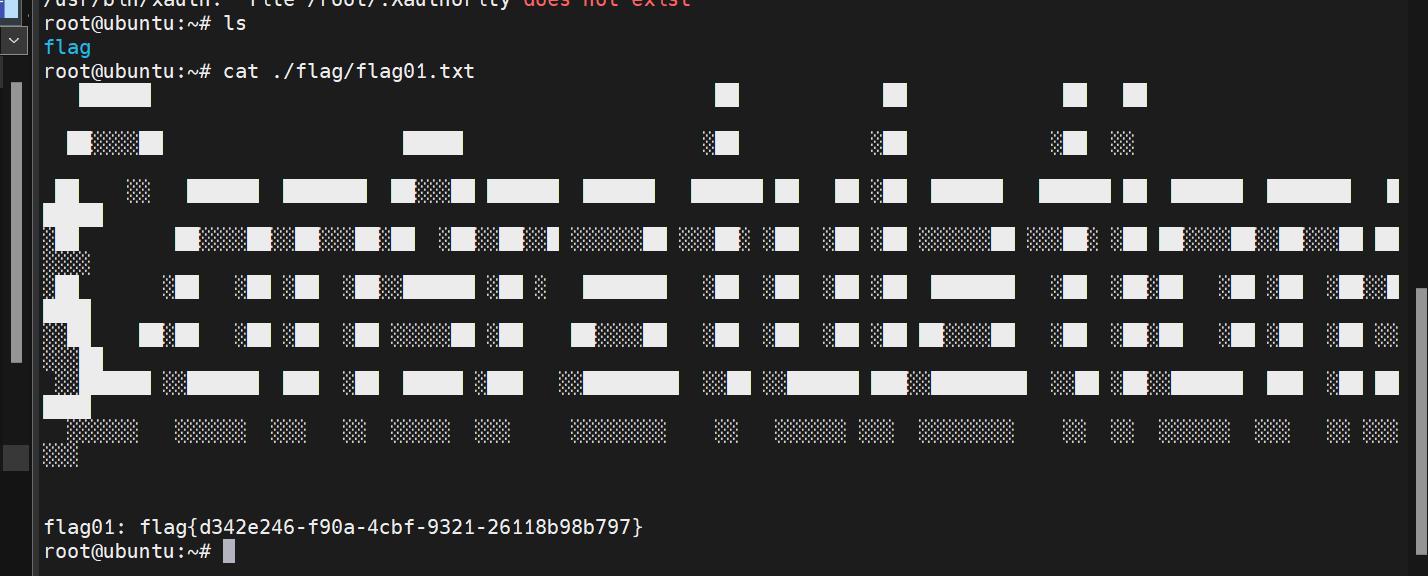 /usr/bin/xauth:  file /root/.Xauthority does not exist
root@ubuntu:~# ls
flag
root@ubuntu:~# cat ./flag/flag01.txt
Congratulations
flag01: flag{d342e246-f90a-4cbf-9321-26118b98b797}
root@ubuntu:~#